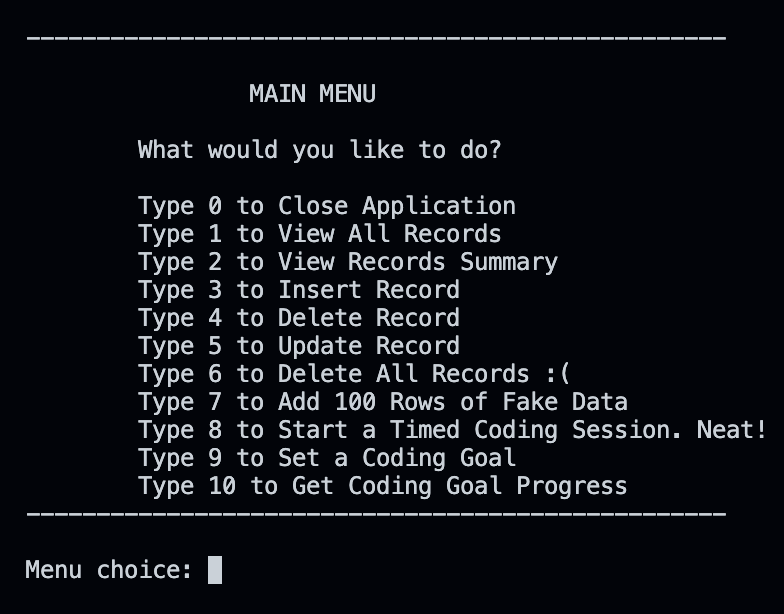 MAIN MENU
What would you like to do?
Type 0 to Close Application
Type 1 to View All Records
Type 2 to View Records Summary
Type 3 to Insert Record
Type 4 to Delete Record
Type 5 to Update Record
Type 6 to Delete All Records :(
Type 7 to Add 100 Rows of Fake Data
Type 8 to Start a Timed Coding Session. Neat!
Type 9 to Set a Coding Goal
Type 10 to Get Coding Goal Progress
Menu choice: